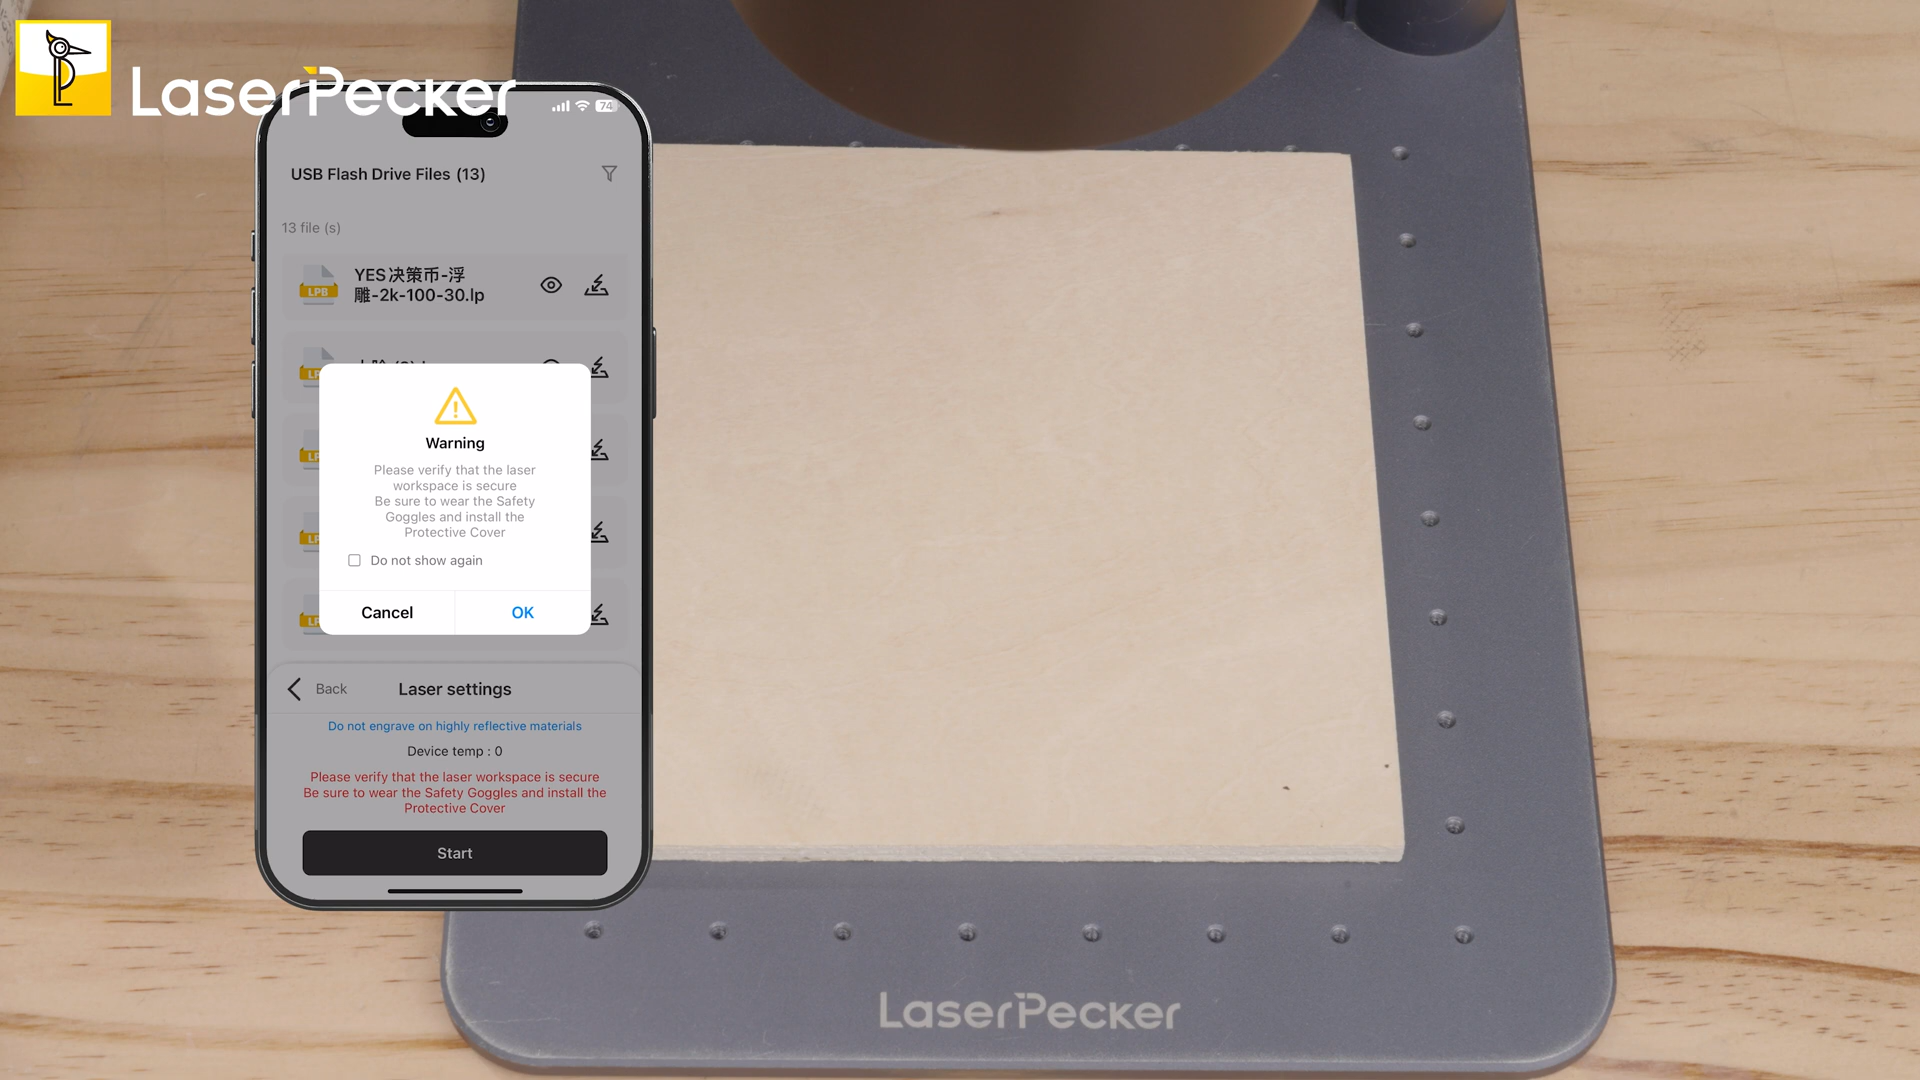 LaserPecker
74
USB Flash Drive Files (13)
13 file (s)
LPB
YES决策币-浮
雕-2k-100-30.lp
Warning
Please verify that the laser
workspace is secure
Be sure to wear the Safety
Goggles and install the
Protective Cover
Do not show again
Cancel
OK
Back
Laser settings
Do not engrave on highly reflective materials
Device temp : 0
Please verify that the laser workspace is secure
Be sure to wear the Safety Goggles and install the
Protective Cover
Start
LaserPecker